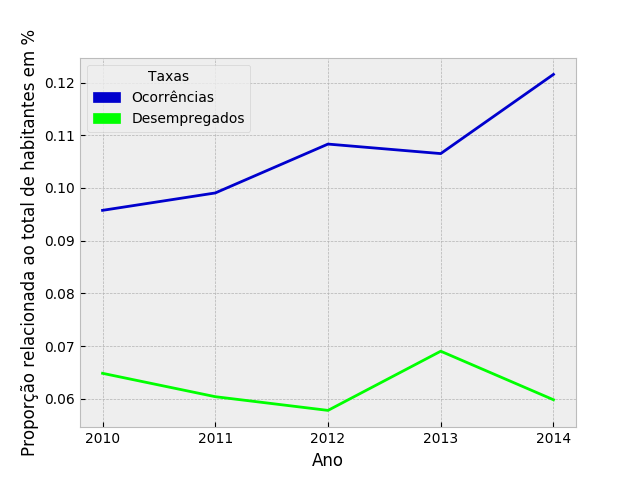 Proporção relacionada ao total de habitantes em %
Taxas
Ocorrências
Desempregados
0.12
0.11
0.10
0.09
0.08
0.07
0.06
2010 2011 2012 2013 2014
Ano